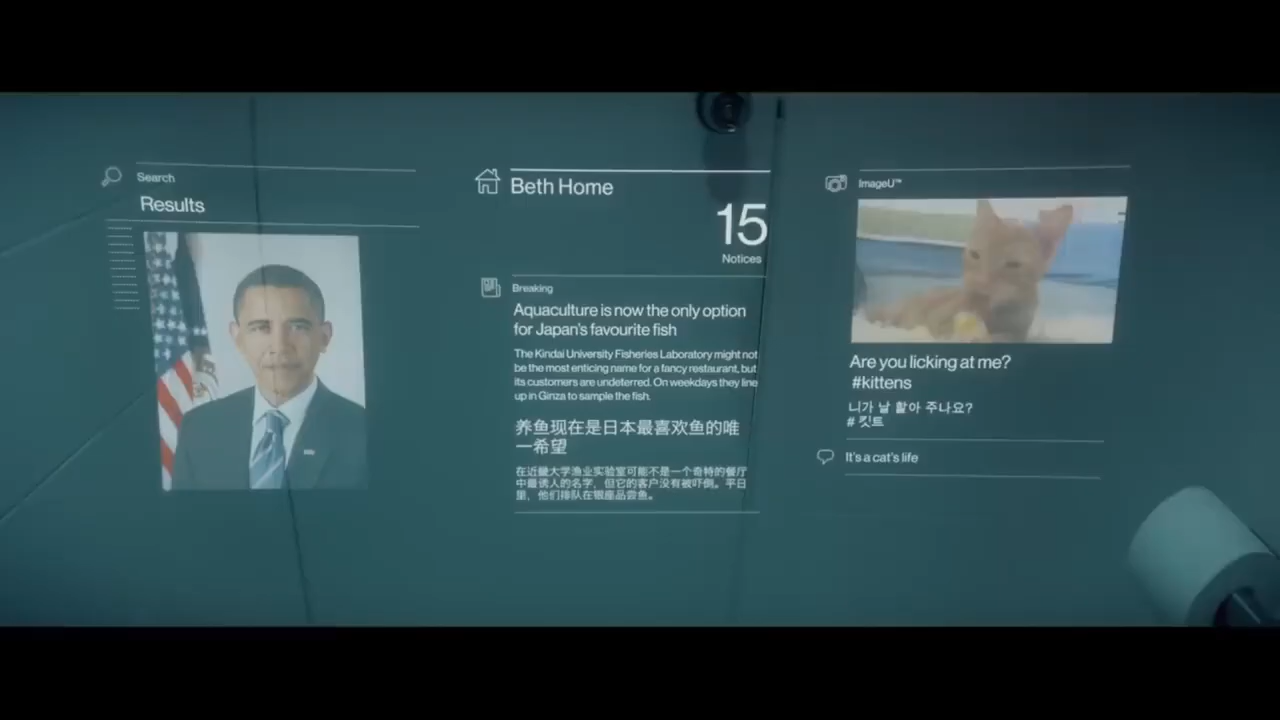 Search
Results
Beth Home
15
Notices
Breaking
Aquaculture is now the only option
for Japan's favourite fish
The Kindai University Fisheries Laboratory might not
be the most enticing name for a fancy restaurant, but
its customers are undeterred. On weekdays they line
up in Ginza to sample the fish.
养鱼现在是日本最喜欢鱼的唯
一希望
在近畿大学渔业实验室可能不是一个奇特的餐厅
中最诱人的名字，但它的客户没有被吓倒。平日
里，他们排队在银座品尝鱼。
ImageU™
Are you licking at me?
#kittens
니가 날 핥아 주나요?
# 킷트
It's a cat's life